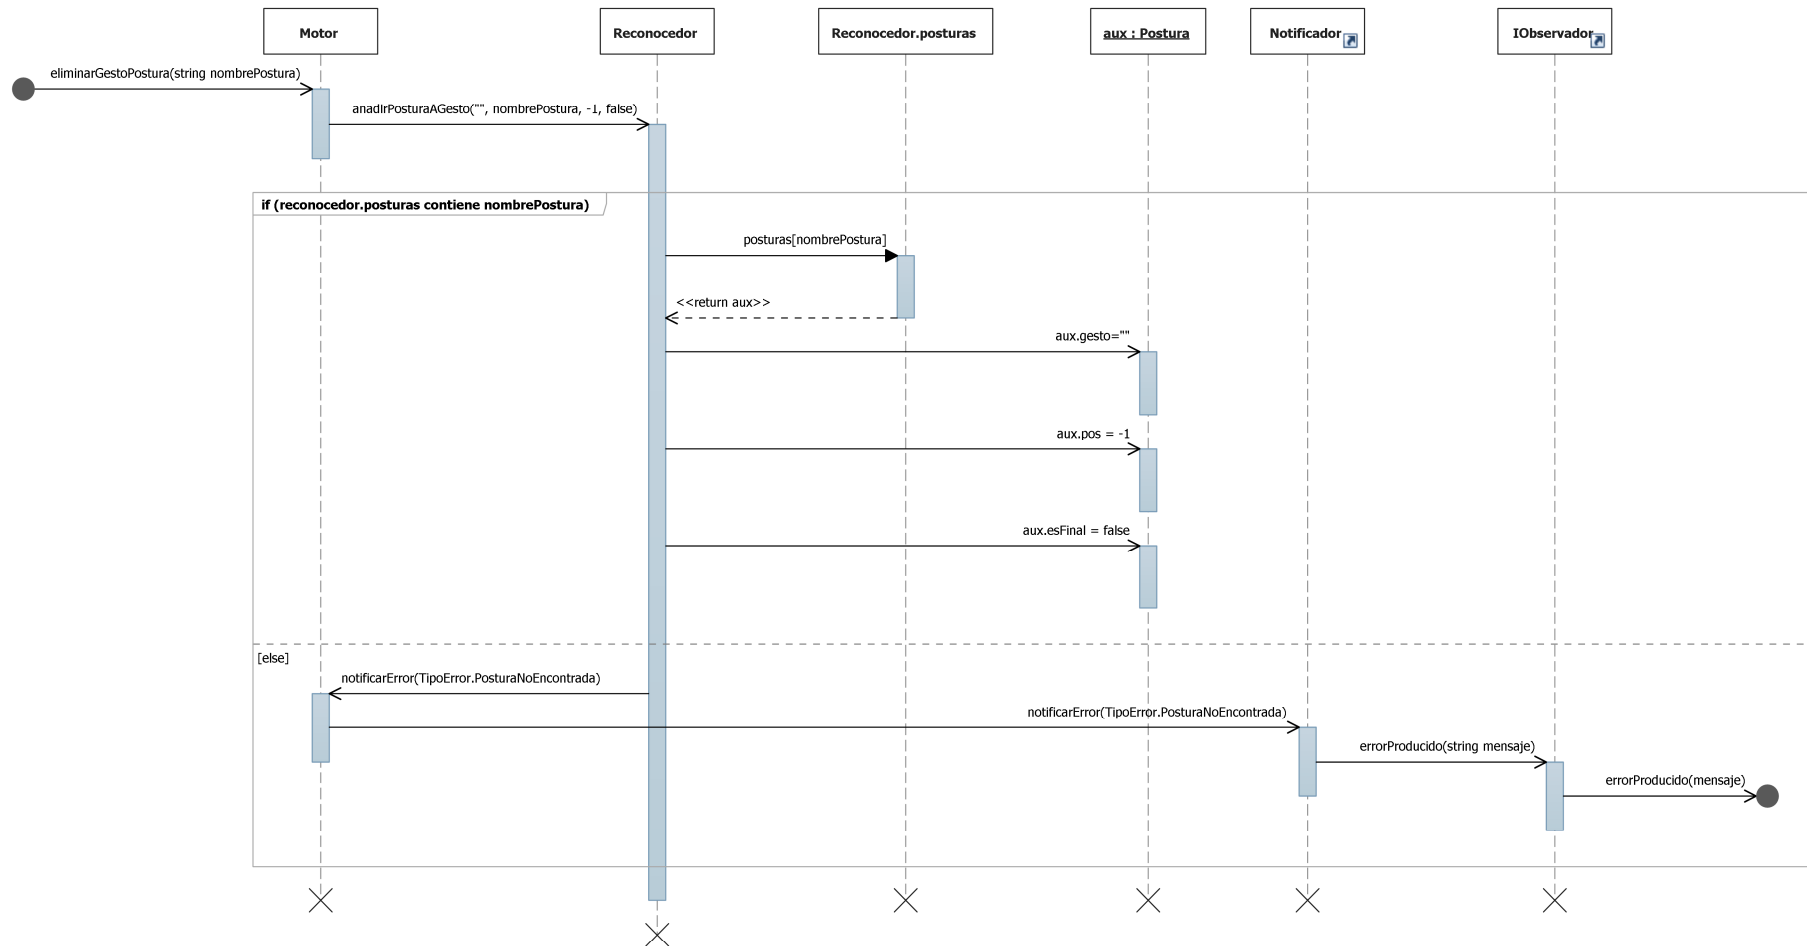 Motor
Reconocedor
Reconocedor.posturas
aux : Postura
Notificador
IObservador
eliminarGestoPostura(string nombrePostura)
anadirPosturaAGesto("", nombrePostura, -1, false)
if (reconocedor.posturas contiene nombrePostura)
posturas[nombrePostura]
<<return aux>>
aux.gesto=""
aux.pos = -1
aux.esFinal = false
[else]
notificarError(TipoError.PosturaNoEncontrada)
notificarError(TipoError.PosturaNoEncontrada)
errorProducido(string mensaje)
errorProducido(mensaje)